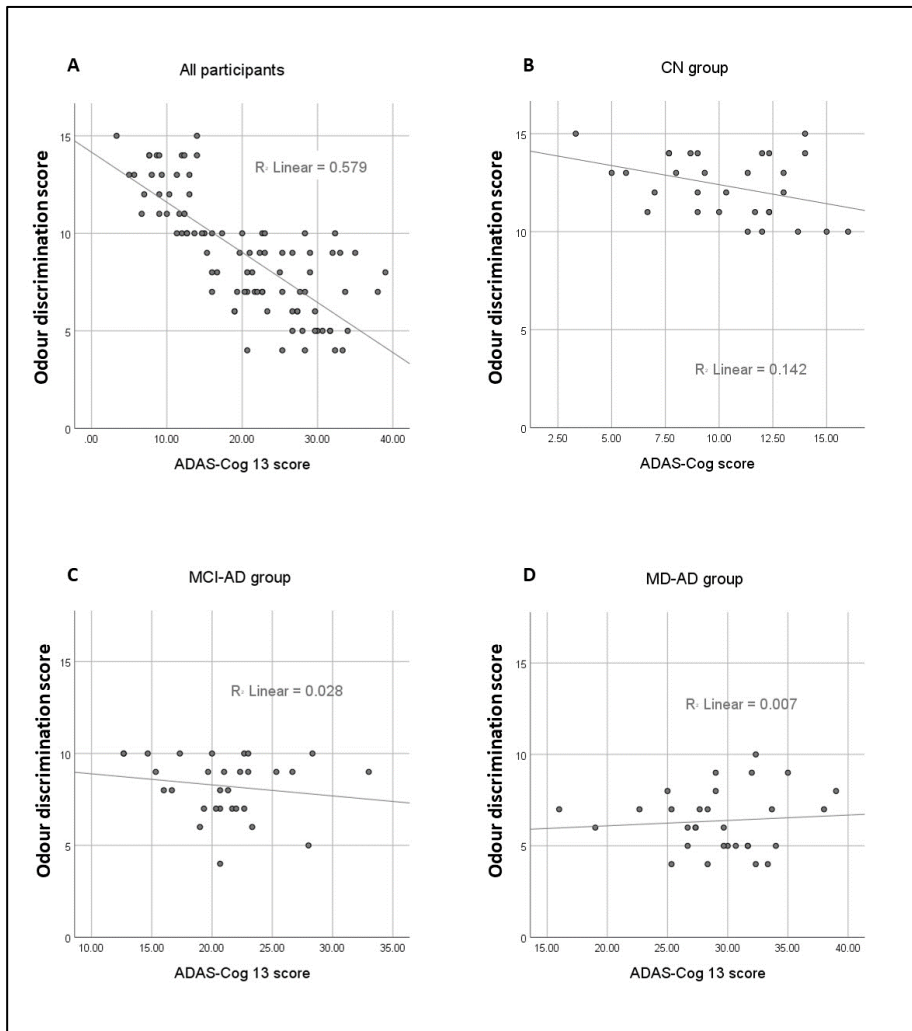 A
All participants
Odour discrimination score
15
10
5
0
R² Linear = 0.579
.00 10.00 20.00 30.00 40.00
ADAS-Cog 13 score
B
CN group
Odour discrimination score
15
10
5
0
R² Linear = 0.142
2.50 5.00 7.50 10.00 12.50 15.00
ADAS-Cog score
C
MCI-AD group
Odour discrimination score
15
10
5
0
R² Linear = 0.028
10.00 15.00 20.00 25.00 30.00 35.00
ADAS-Cog 13 score
D
MD-AD group
Odour discrimination score
15
10
5
0
R² Linear = 0.007
15.00 20.00 25.00 30.00 35.00 40.00
ADAS-Cog 13 score